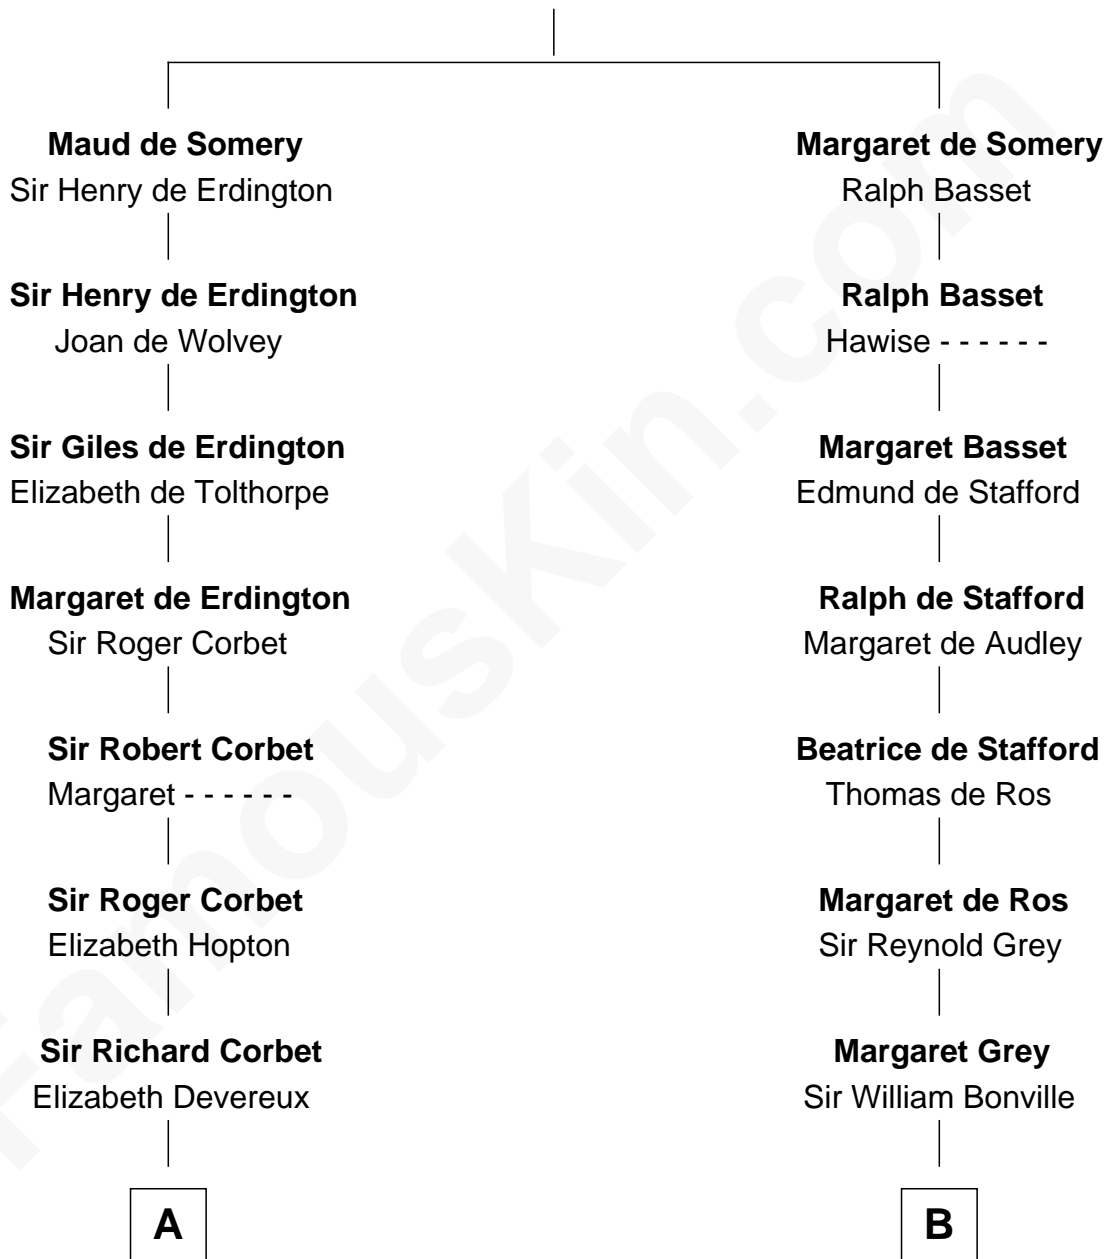 Maud de Somery
Sir Henry de Erdington
Sir Henry de Erdington
Joan de Wolvey
Sir Giles de Erdington
Elizabeth de Tolthorpe
Margaret de Erdington
Sir Roger Corbet
Sir Robert Corbet
Margaret - - - - - -
Sir Roger Corbet
Elizabeth Hopton
Sir Richard Corbet
Elizabeth Devereux
A
Margaret de Somery
Ralph Basset
Ralph Basset
Hawise - - - - - -
Margaret Basset
Edmund de Stafford
Ralph de Stafford
Margaret de Audley
Beatrice de Stafford
Thomas de Ros
Margaret de Ros
Sir Reynold Grey
Margaret Grey
Sir William Bonville
B
FamousKin.com